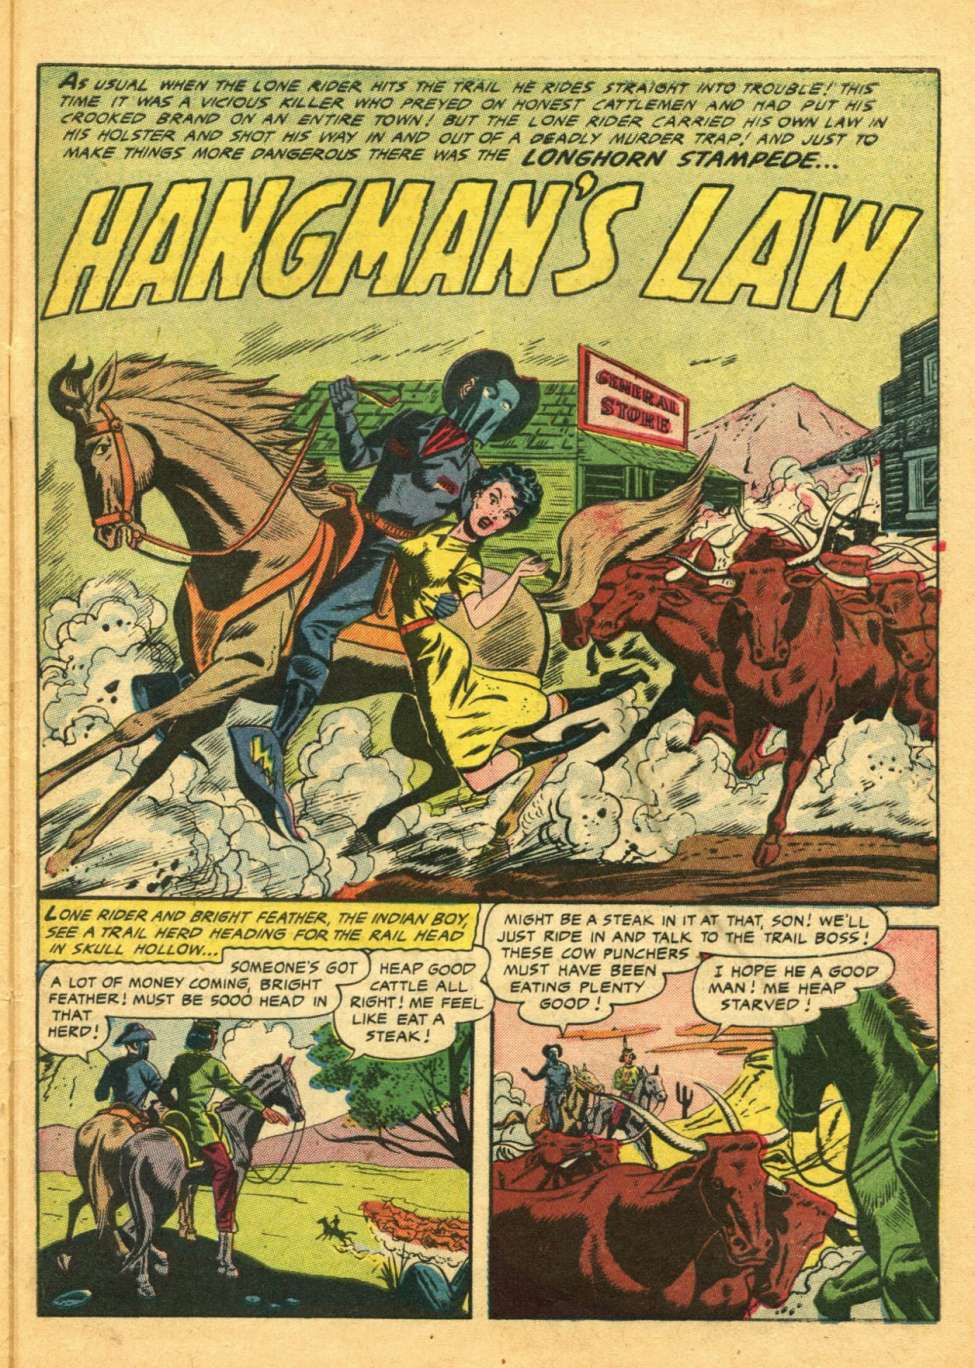 AS USUAL WHEN THE LONE RIDER HITS THE TRAIL HE RIDES STRAIGHT INTO TROUBLE! THIS
TIME IT WAS A VICIOUS KILLER WHO PREYED ON HONEST CATTLEMEN AND HAD PUT HIS
CROOKED BRAND ON AN ENTIRE TOWN! BUT THE LONE RIDER CARRIED HIS OWN LAW IN
HIS HOLSTER AND SHOT HIS WAY IN AND OUT OF A DEADLY MURDER TRAP! AND JUST TO
MAKE THINGS MORE DANGEROUS THERE WAS THE LONGHORN STAMPEDE...
HANGMAN'S LAW
GENERAL
STORE
LONE RIDER AND BRIGHT FEATHER, THE INDIAN BOY,
SEE A TRAIL HERD HEADING FOR THE RAIL HEAD
IN SKULL HOLLOW...
SOMEONE'S GOT
A LOT OF MONEY COMING, BRIGHT
FEATHER! MUST BE 5000 HEAD IN
THAT
HERD!
HEAP GOOD
CATTLE ALL
RIGHT! ME FEEL
LIKE EAT A
STEAK!
MIGHT BE A STEAK IN IT AT THAT, SON! WE'LL
JUST RIDE IN AND TALK TO THE TRAIL BOSS!
THESE COW PUNCHERS
MUST HAVE BEEN
EATING PLENTY
GOOD!
I HOPE HE A GOOD
MAN! ME HEAP
STARVED!